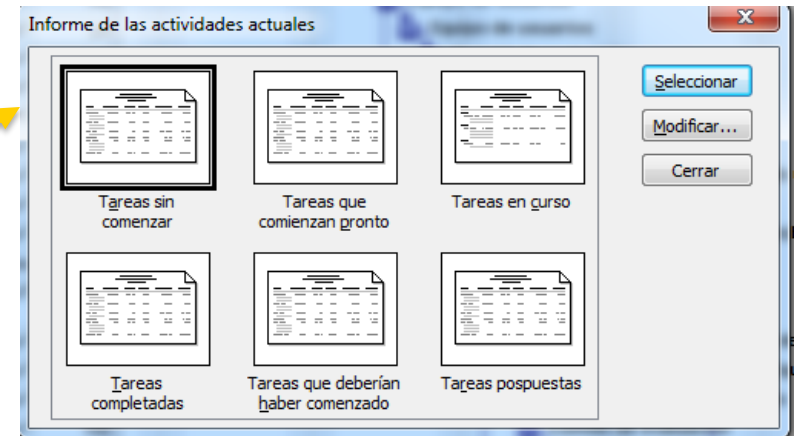 Informe de las actividades actuales
Seleccionar
Modificar...
Cerrar
Tareas sin
comenzar
Tareas que
comienzan pronto
Tareas en curso
Tareas
completadas
Tareas que deberían
haber comenzado
Tareas pospuestas